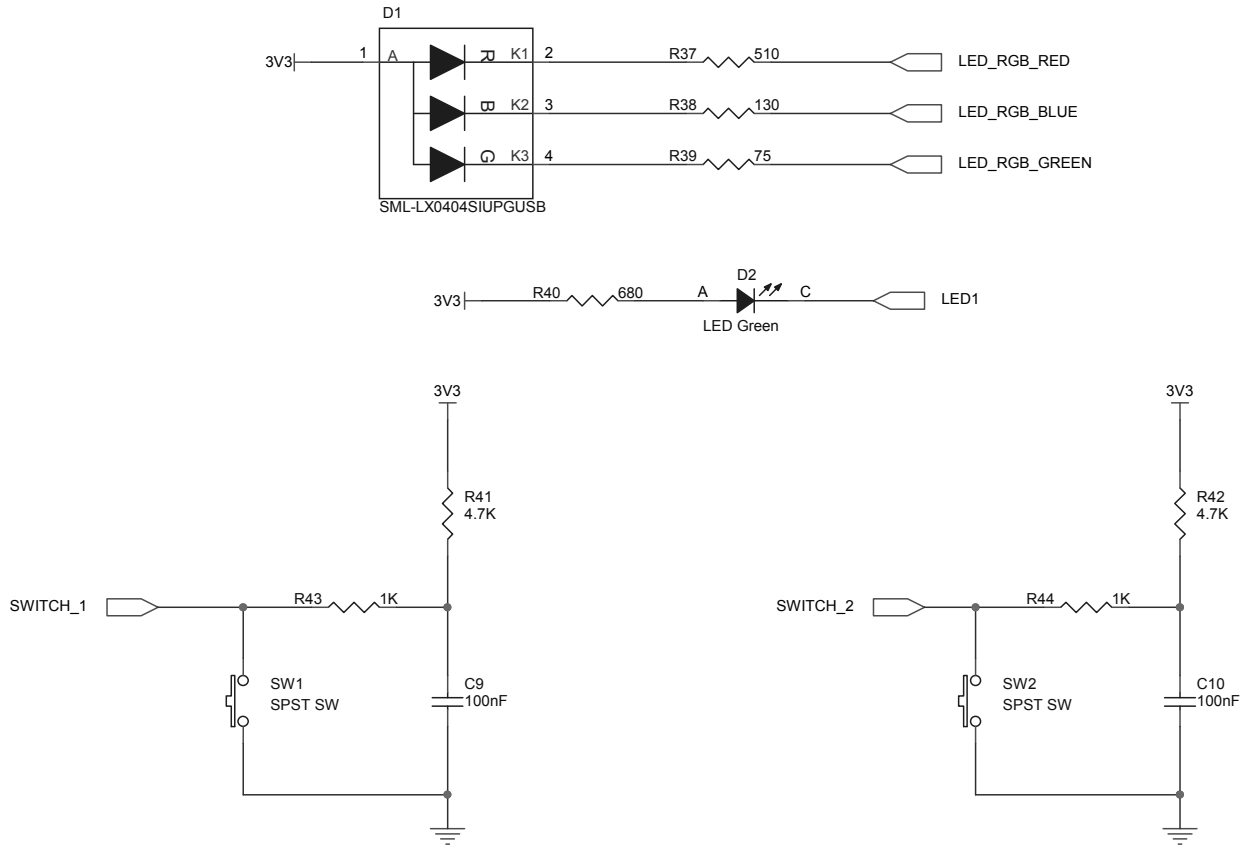 D1
3V3 1 A R K1 2 R37 510 LED_RGB_RED
B K2 3 R38 130 LED_RGB_BLUE
G K3 4 R39 75 LED_RGB_GREEN
SML-LX0404SIUPGUSB
D2
3V3 R40 680 A C LED1
LED Green
3V3 3V3
R41 R42
4.7K 4.7K
SWITCH_1 R43 1K SWITCH_2 R44 1K
SW1 C9 SW2 C10
SPST SW 100nF SPST SW 100nF